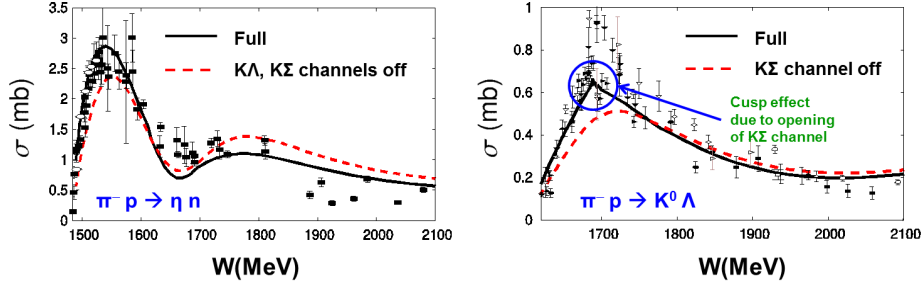 3.5
3
2.5
2
1.5
1
0.5
0
σ (mb)
Full
KΛ, KΣ channels off
π⁻ p → η n
1500 1600 1700 1800 1900 2000 2100
W(MeV)
1
0.8
0.6
0.4
0.2
0
σ (mb)
Full
KΣ channel off
Cusp effect
due to opening
of KΣ channel
π⁻ p → K⁰ Λ
1700 1800 1900 2000 2100
W(MeV)